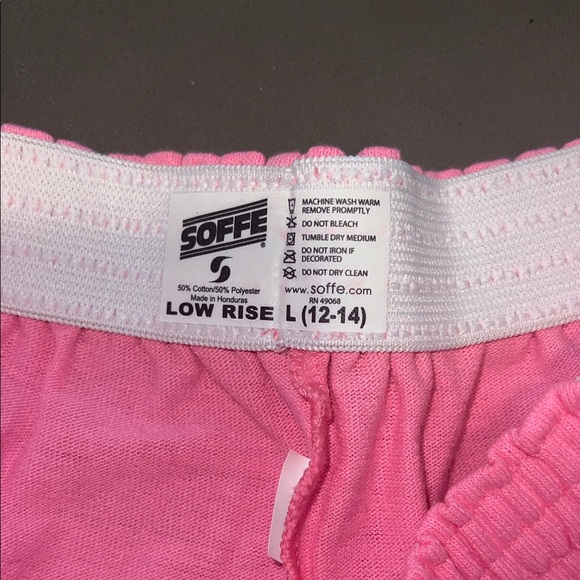 SOFFE®
50% Cotton/50% Polyester
Made in Honduras
LOW RISE
MACHINE WASH WARM
REMOVE PROMPTLY
DO NOT BLEACH
TUMBLE DRY MEDIUM
DO NOT IRON IF
DECORATED
DO NOT DRY CLEAN
www.soffe.com
RN 49068
L (12-14)